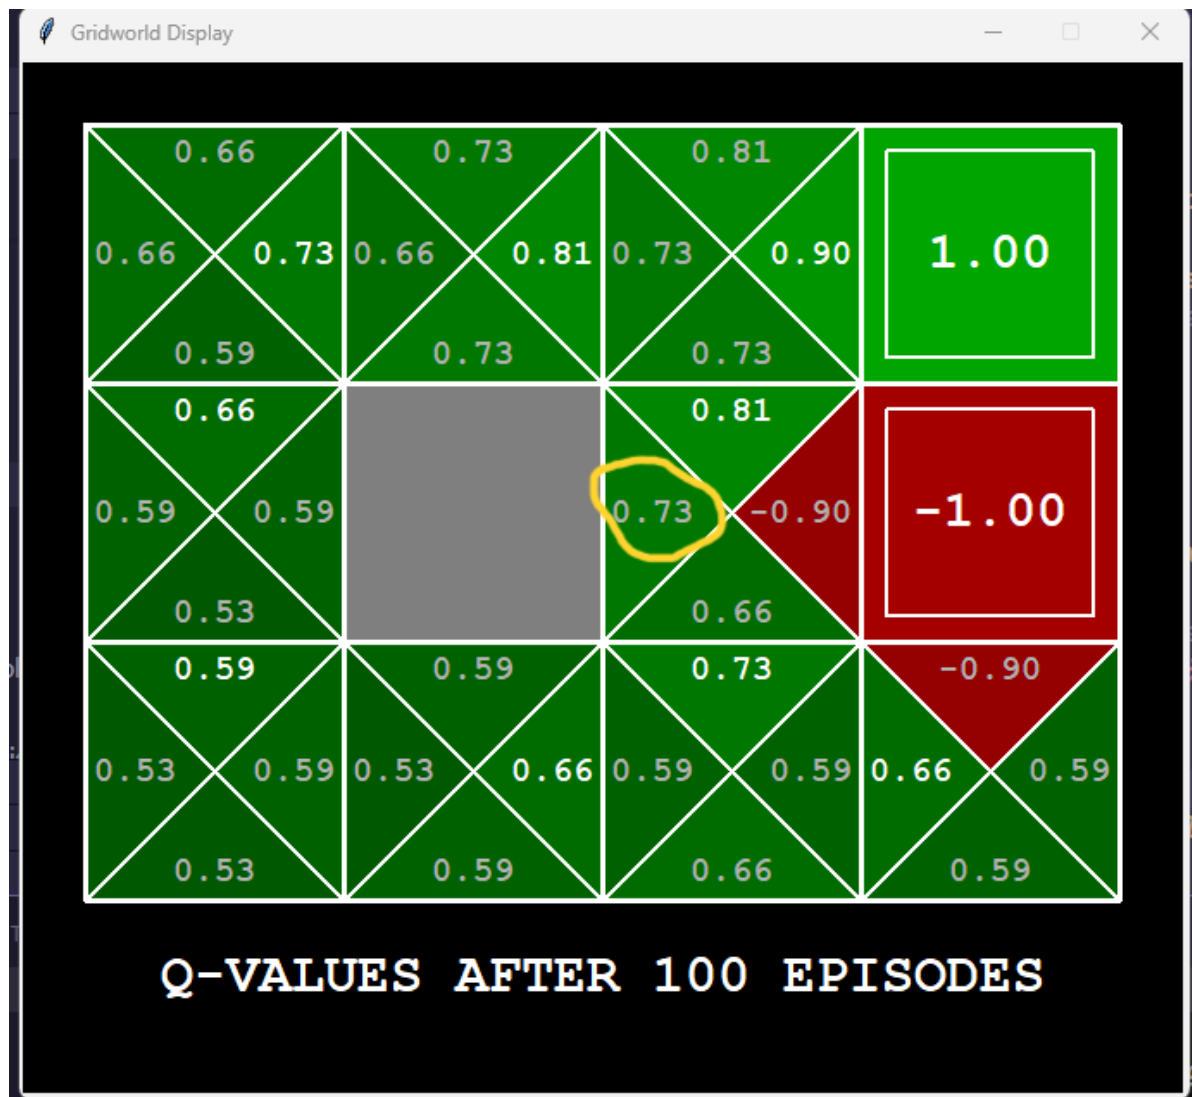 Gridworld Display
0.66 0.73 0.81
0.66 0.73 0.66 0.81 0.73 0.90 1.00
0.59 0.73 0.73
0.66 0.81
0.59 0.59 0.73 -0.90 -1.00
0.53 0.66
0.59 0.59 0.73 -0.90
0.53 0.59 0.53 0.66 0.59 0.59 0.66 0.59
0.53 0.59 0.66 0.59
Q-VALUES AFTER 100 EPISODES